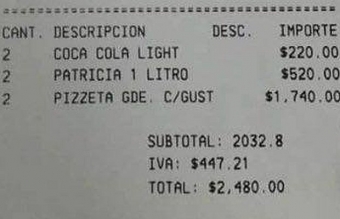 CANT. DESCRIPCION DESC. IMPORTE
2 COCA COLA LIGHT $220.00
2 PATRICIA 1 LITRO $520.00
2 PIZZETA GDE. C/GUST $1,740.00
SUBTOTAL: 2032.8
IVA: $447.21
TOTAL: $2,480.00